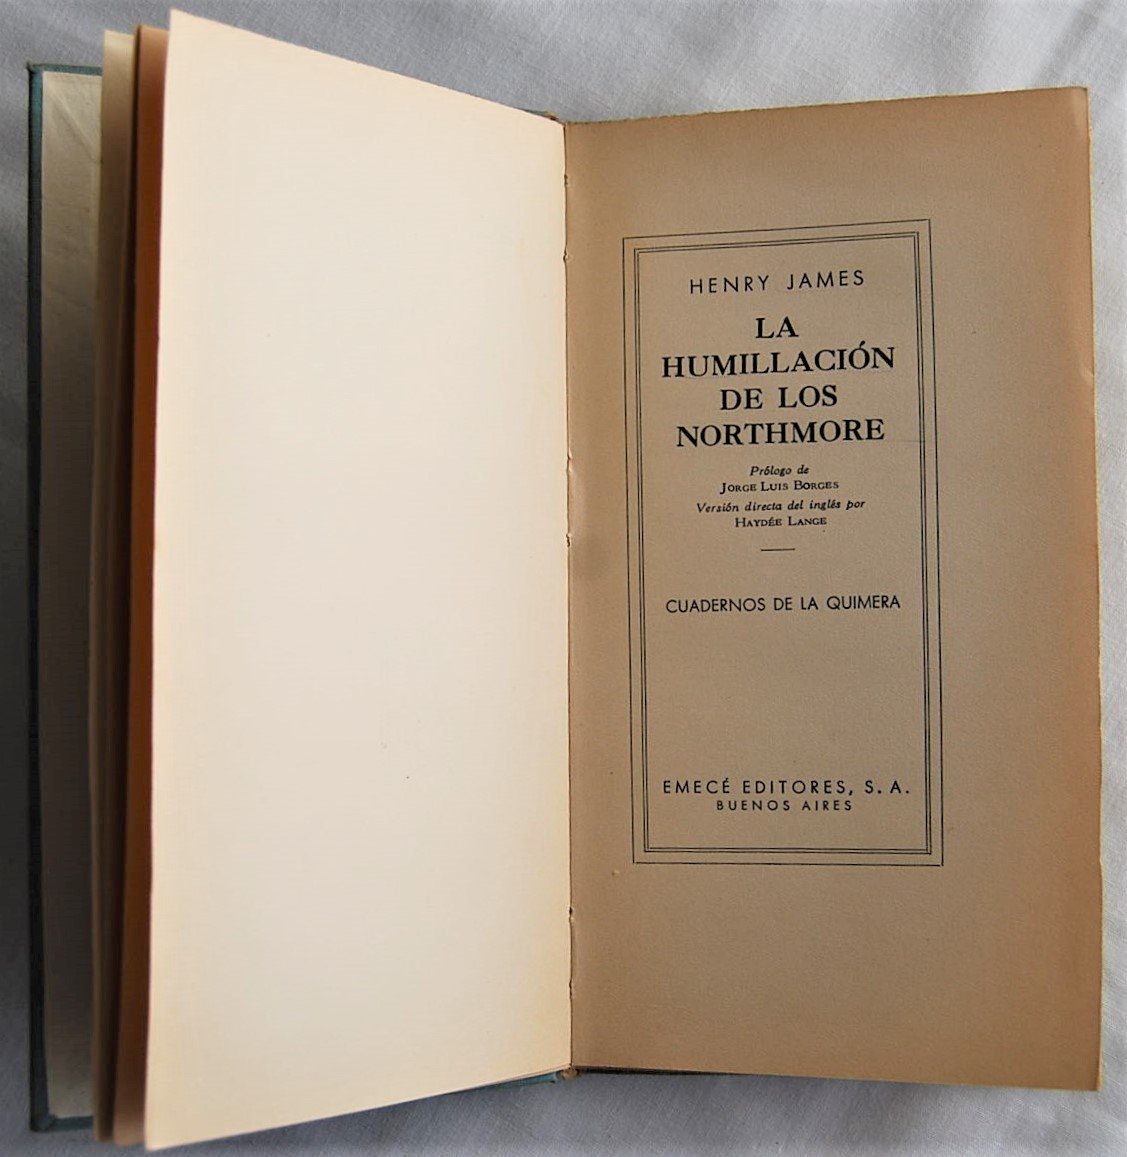 HENRY JAMES
LA
HUMILLACIÓN
DE LOS
NORTHMORE
Prólogo de
JORGE LUIS BORGES
Versión directa del inglés por
HAYDÉE LANGE
CUADERNOS DE LA QUIMERA
EMECÉ EDITORES, S. A.
BUENOS AIRES